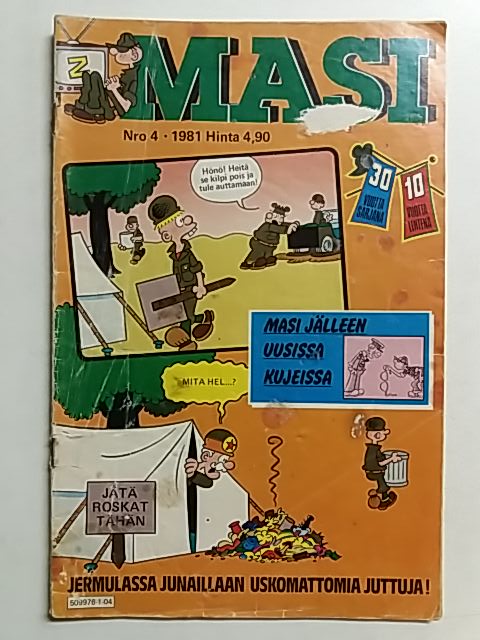 Z
MASI
Nro 4 · 1981 Hinta 4,90
Hönö! Heitä
se kilpi pois ja
tule auttamaan!
30
VUOTTA
SARJANA
10
VUOTTA
LEHTENÄ
MASI JÄLLEEN
UUSISSA
KUJEISSA
MITÄ HEL...?
JÄTÄ
ROSKAT
TÄHÄN
JERMULASSA JUNAILLAAN USKOMATTOMIA JUTTUJA!
509976-1-04